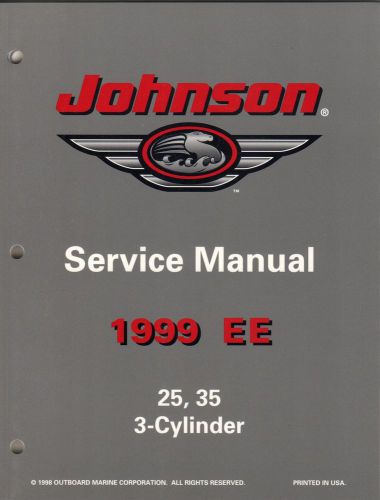 Johnson®
™
Service Manual
1999 EE
25, 35
3-Cylinder
© 1998 OUTBOARD MARINE CORPORATION. ALL RIGHTS RESERVED. PRINTED IN USA.